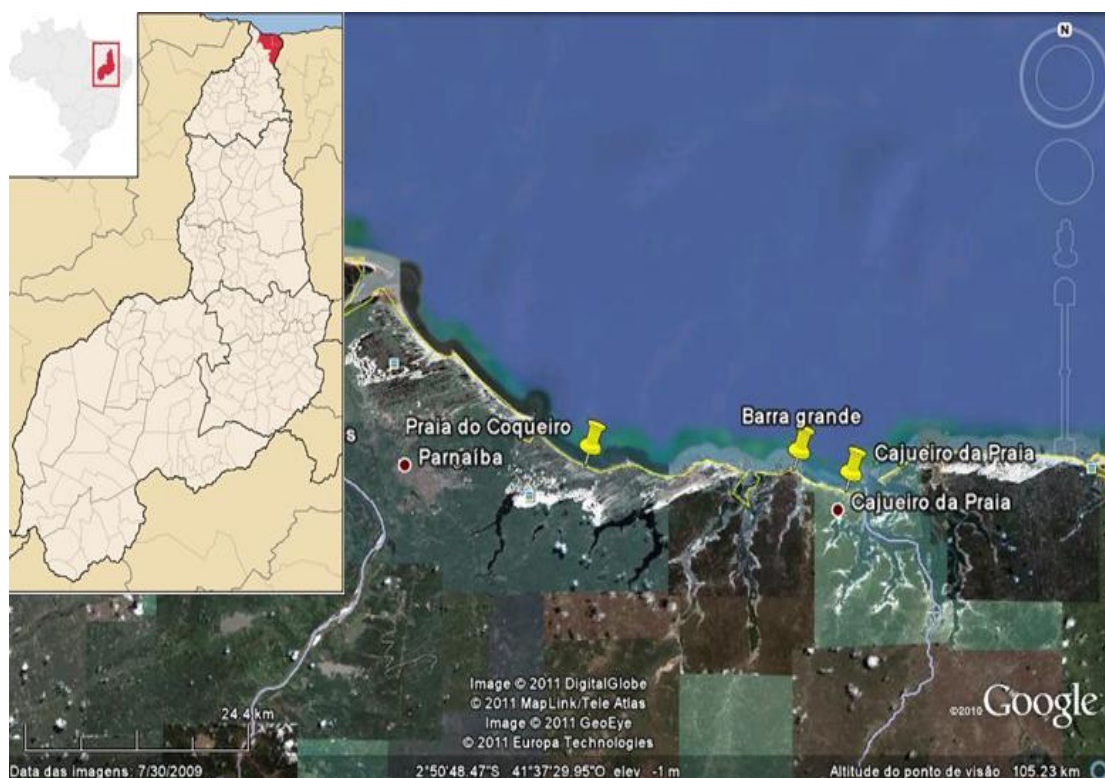 N
Praia do Coqueiro
Barra grande
s
Parnaíba
Cajueiro da Praia
Cajueiro da Praia
Image © 2011 DigitalGlobe
© 2011 MapLink/Tele Atlas
Image © 2011 GeoEye
© 2011 Europa Technologies
24.4 km
©2010 Google
Data das imagens: 7/30/2009
2°50'48.47"S 41°37'29.95"O elev -1 m
Altitude do ponto de visão 105.23 km